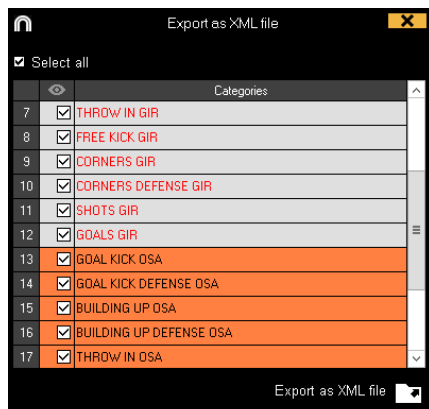 Export as XML file
X
Select all
Categories
7 THROW IN GIR
8 FREE KICK GIR
9 CORNERS GIR
10 CORNERS DEFENSE GIR
11 SHOTS GIR
12 GOALS GIR
13 GOAL KICK OSA
14 GOAL KICK DEFENSE OSA
15 BUILDING UP OSA
16 BUILDING UP DEFENSE OSA
17 THROW IN OSA
Export as XML file